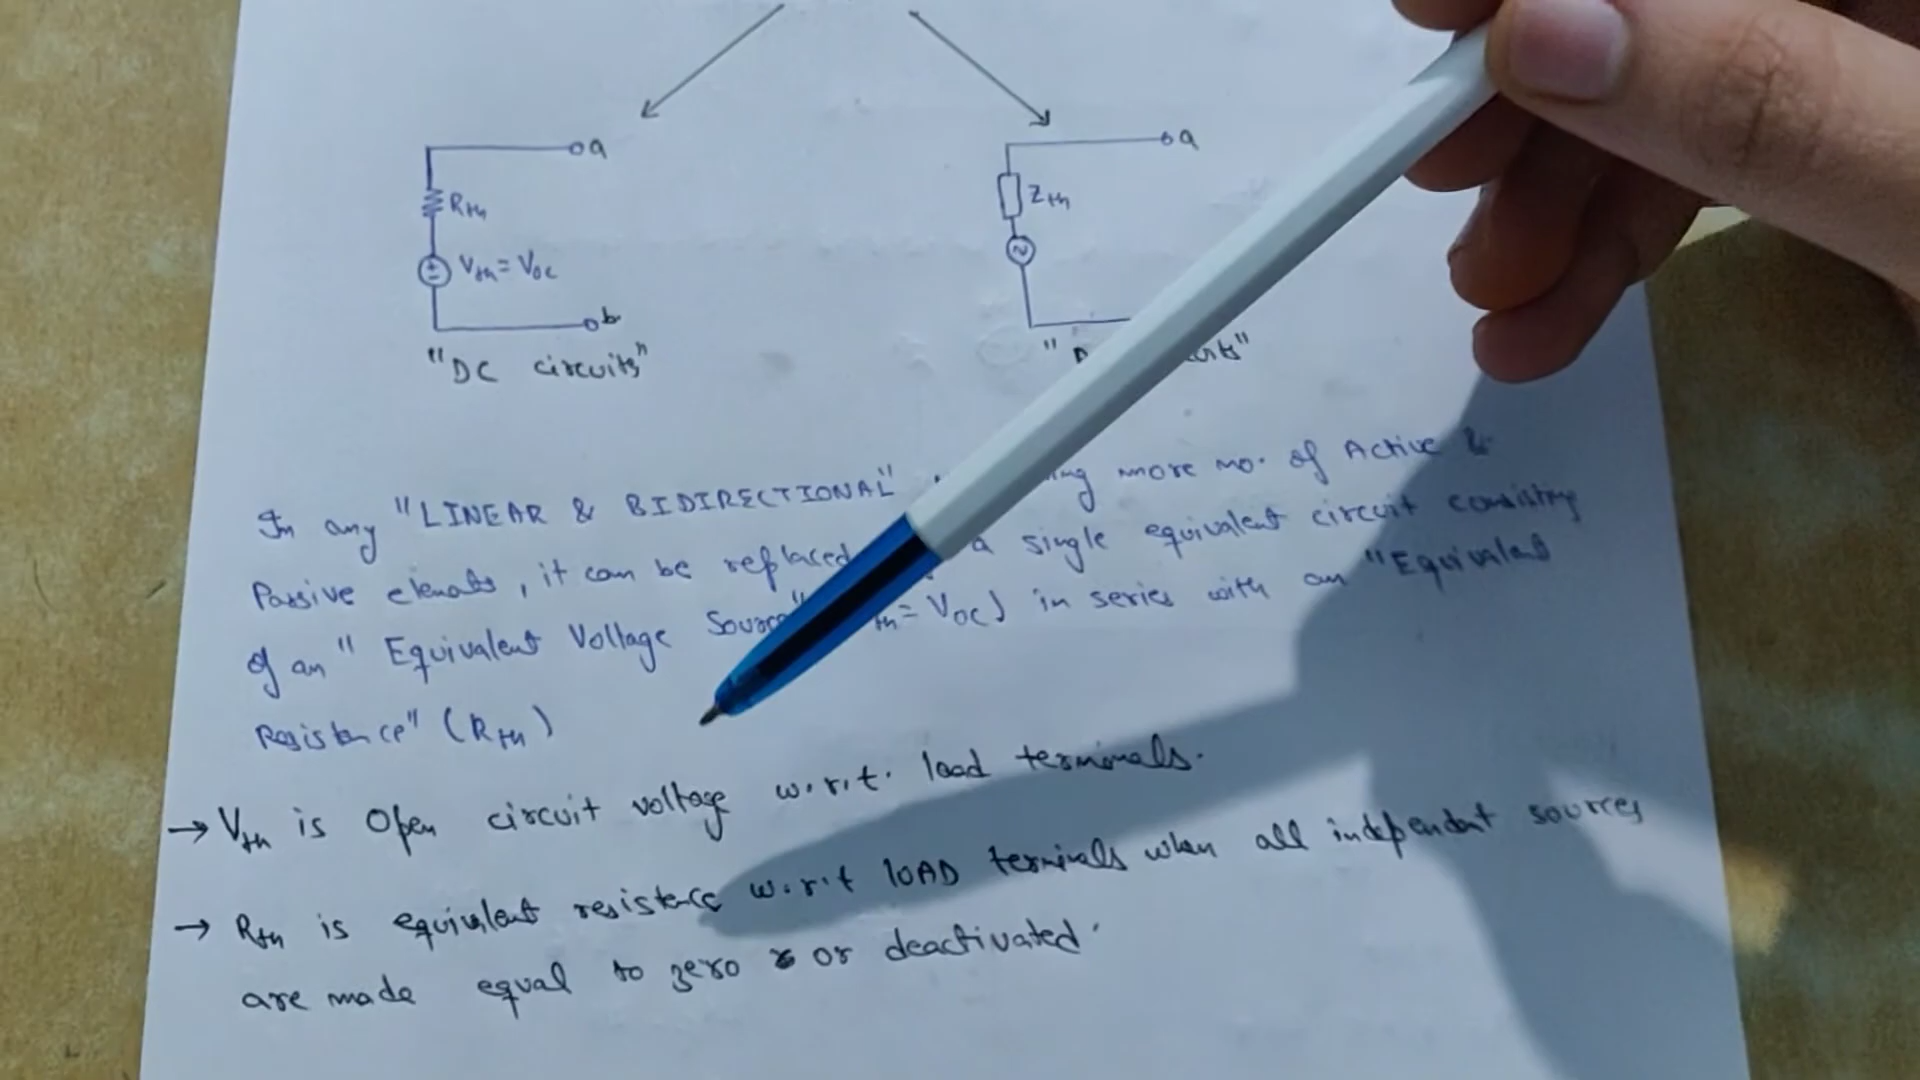 a
a
Rth
Zth
Vth = Voc
b
"DC circuits"
In any "LINEAR & BIDIRECTIONAL" more no. of Active &
Passive elements, it can be replaced a single equivalent circuit consisting
of an "Equivalent Voltage Source" = Voc) in series with an "Equivalent
Resistance" (Rth)
→ Vth is Open circuit voltage w.r.t. load terminals.
→ Rth is equivalent resistance w.r.t LOAD terminals when all independent sources
are made equal to zero or deactivated.